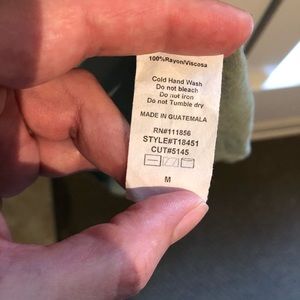 100%Rayon/Viscosa
Cold Hand Wash
Do not bleach
Do not iron
Do not Tumble dry
MADE IN GUATEMALA
RN#111856
STYLE#T18451
CUT#5145
M